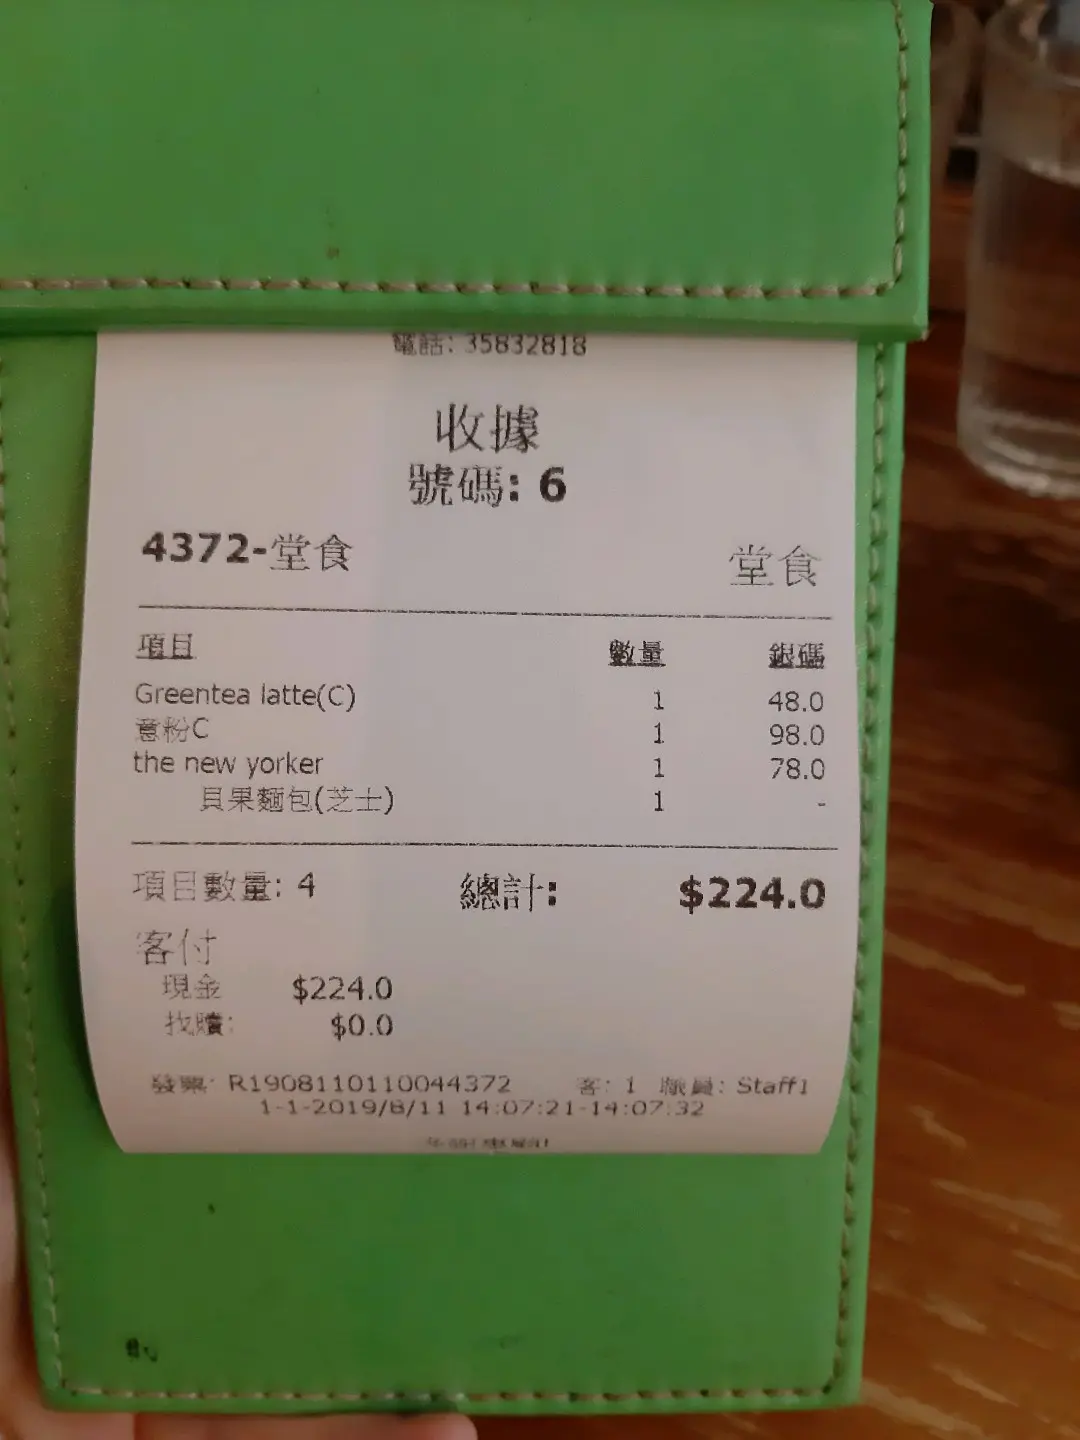 電話: 35832818
收據
號碼: 6
4372-堂食 堂食
項目 數量 銀碼
Greentea latte(C) 1 48.0
意粉C 1 98.0
the new yorker 1 78.0
貝果麵包(芝士) 1 -
項目數量: 4 總計: $224.0
客付
現金 $224.0
找贖: $0.0
發票: R1908110110044372 客: 1 職員: Staff1
1-1-2019/8/11 14:07:21-14:07:32